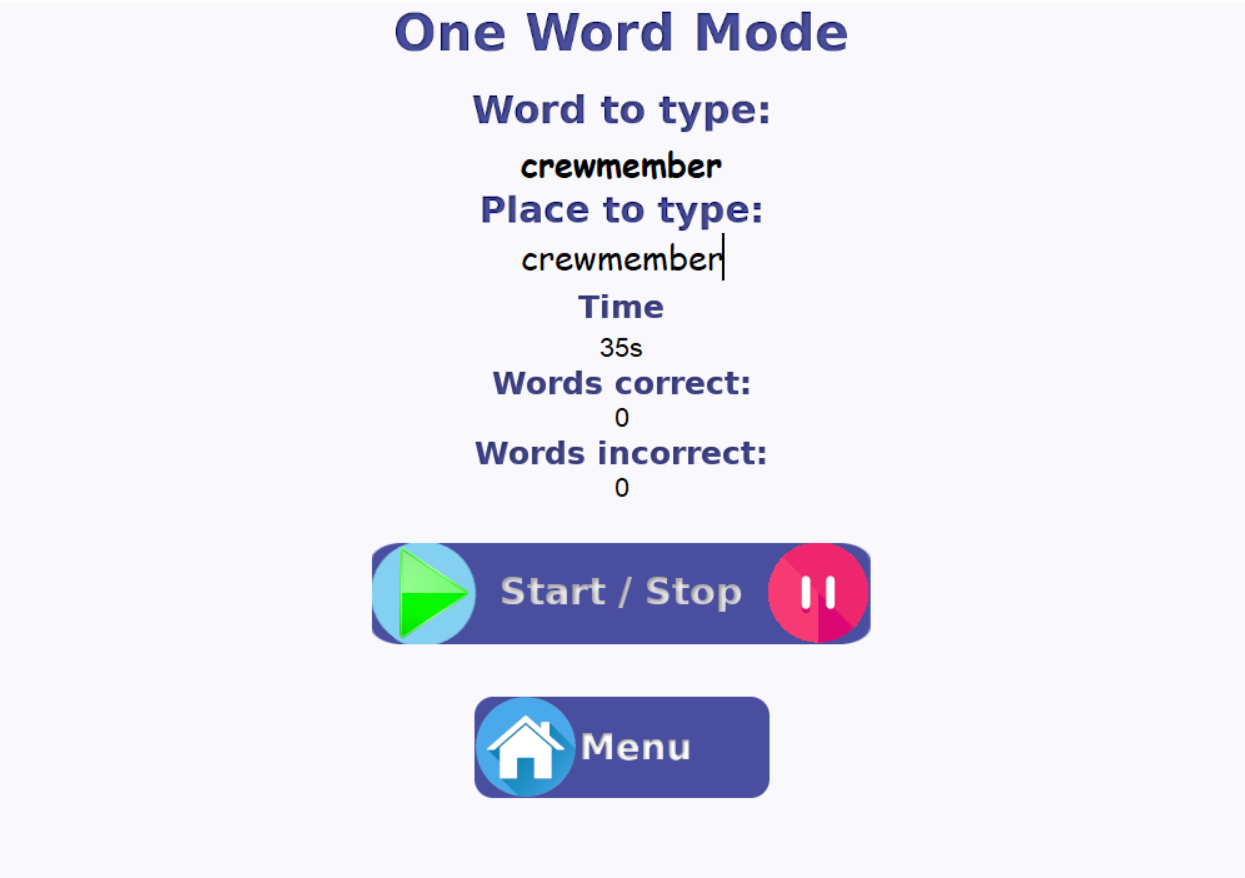 One Word Mode
Word to type:
crewmember
Place to type:
crewmember
Time
35s
Words correct:
0
Words incorrect:
0
Start / Stop
Menu